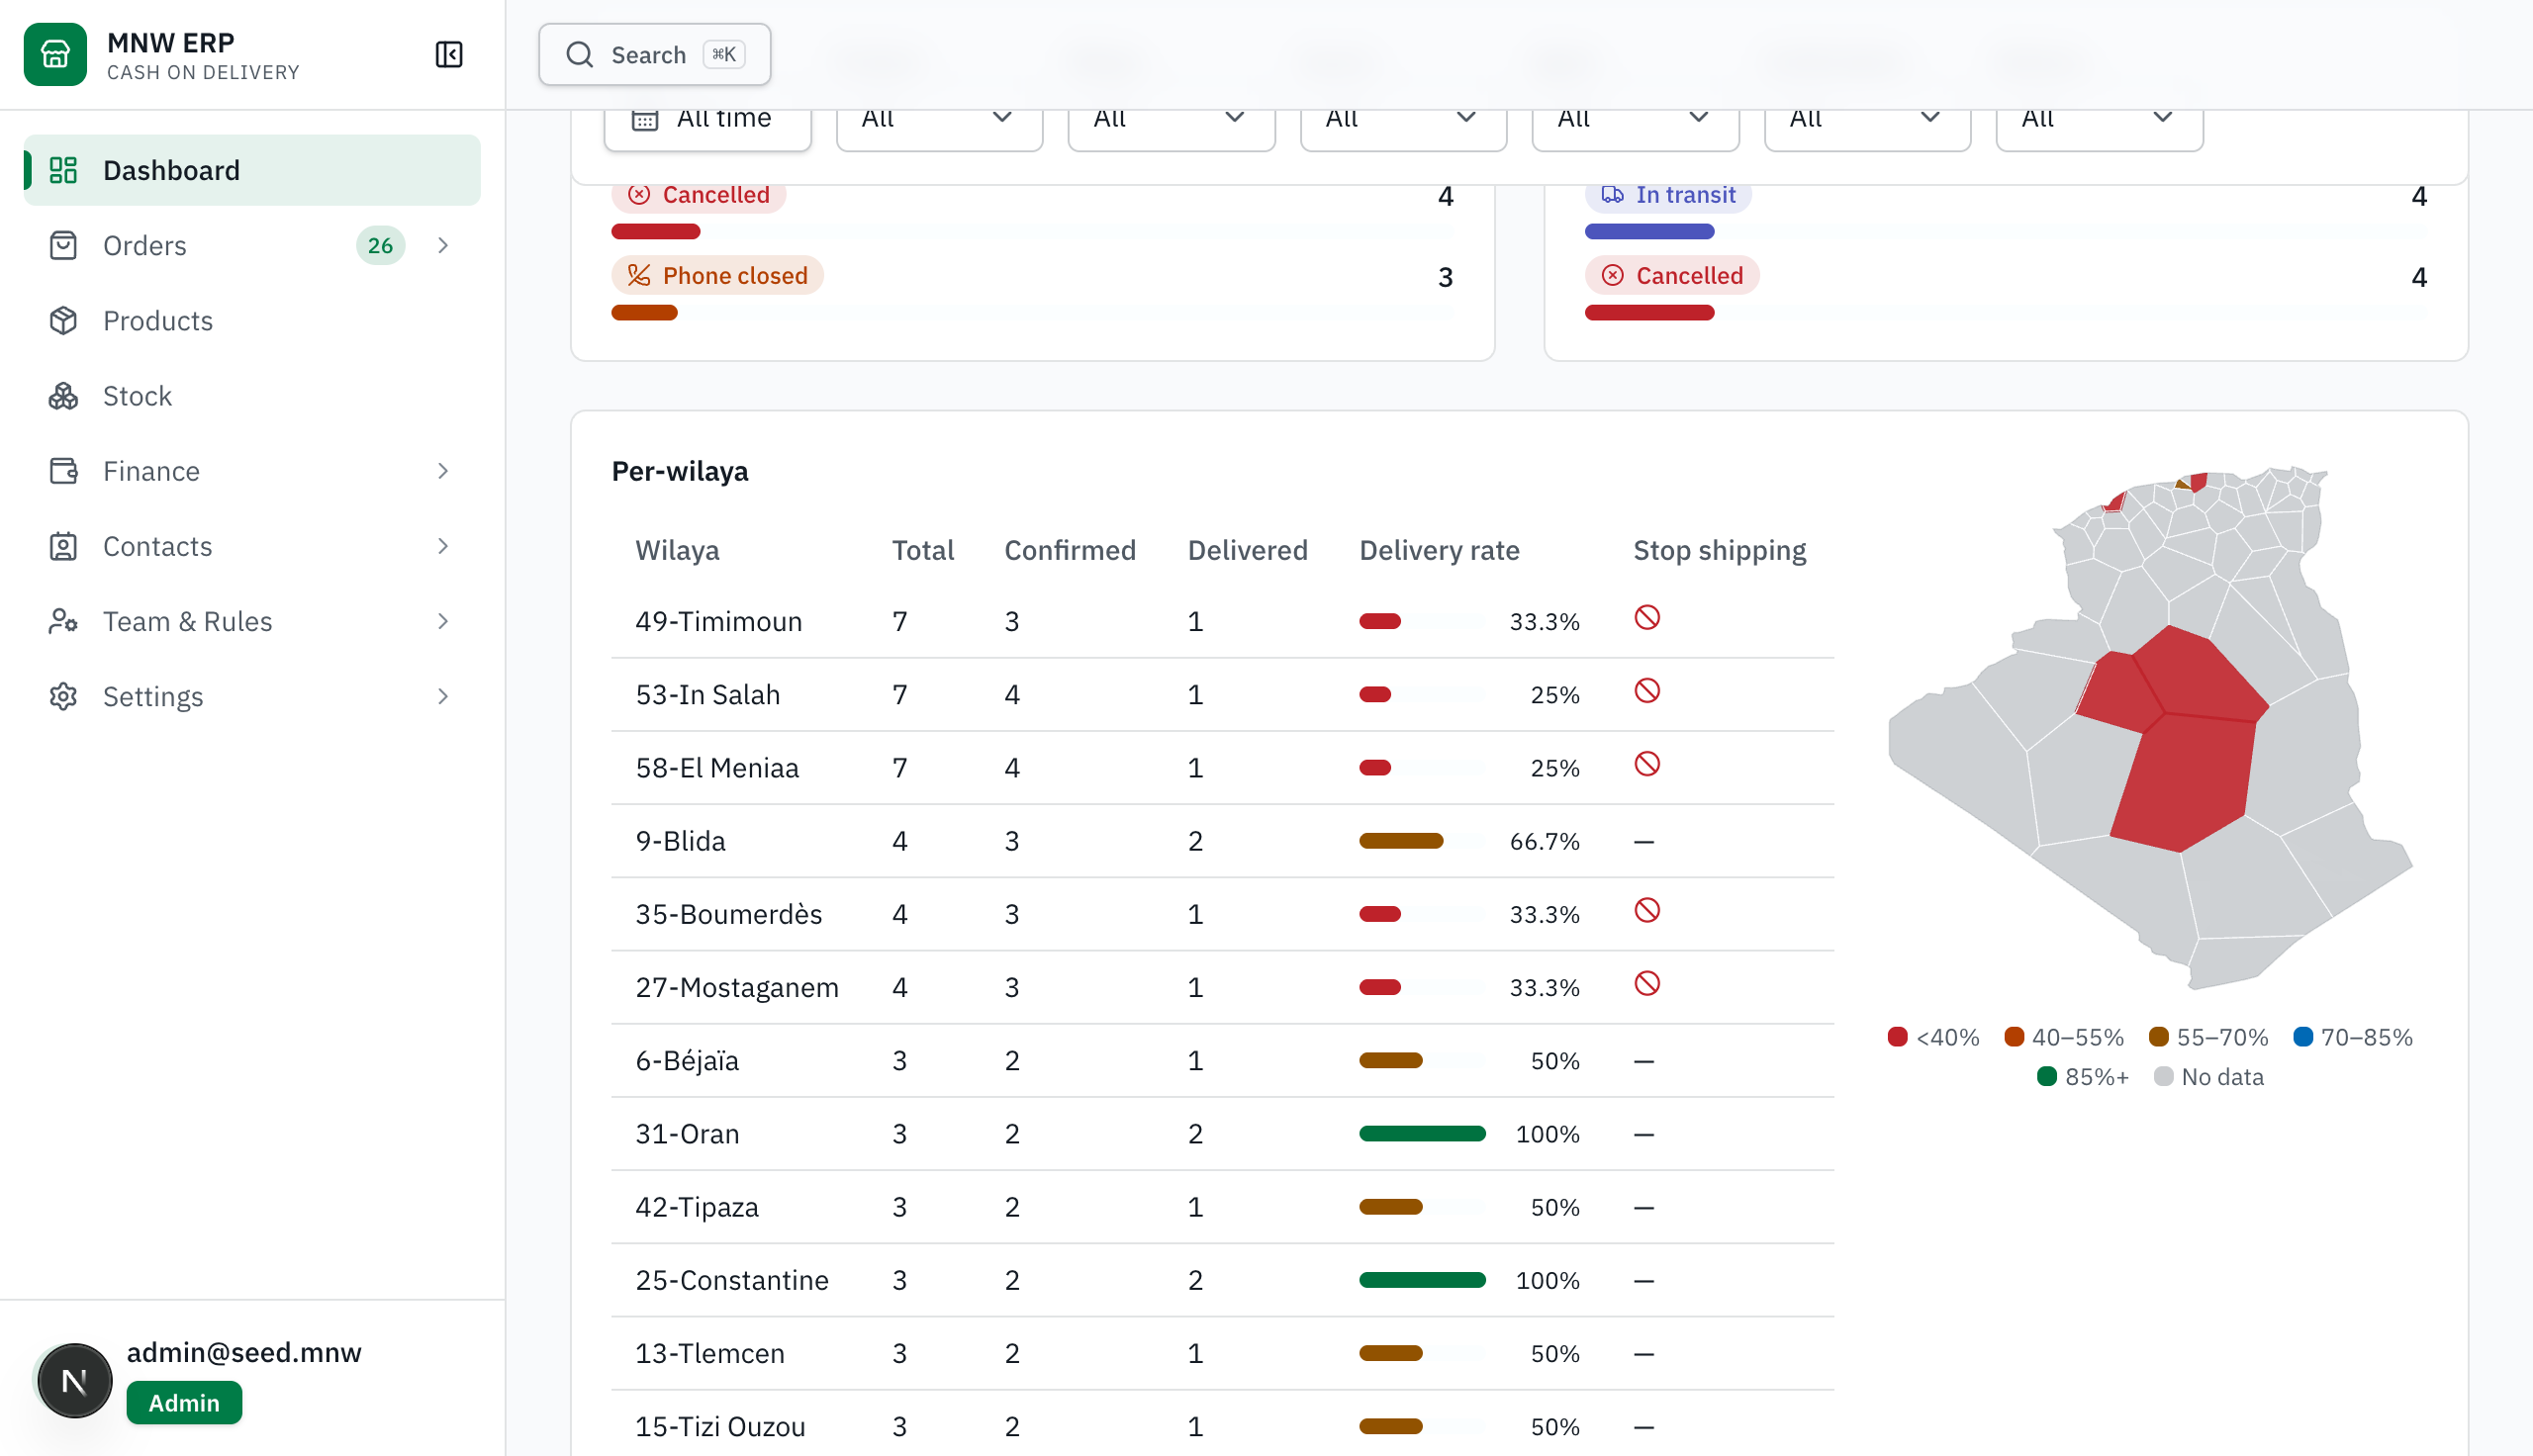 MNW ERP
CASH ON DELIVERY
Search ⌘K
Dashboard
Orders 26
Products
Stock
Finance
Contacts
Team & Rules
Settings
N
admin@seed.mnw
Admin
All time All All All All All All
Cancelled 4
Phone closed 3
In transit 4
Cancelled 4
Per-wilaya
Wilaya Total Confirmed Delivered Delivery rate Stop shipping
49-Timimoun 7 3 1 33.3%
53-In Salah 7 4 1 25%
58-El Meniaa 7 4 1 25%
9-Blida 4 3 2 66.7% —
35-Boumerdès 4 3 1 33.3%
27-Mostaganem 4 3 1 33.3%
6-Béjaïa 3 2 1 50% —
31-Oran 3 2 2 100% —
42-Tipaza 3 2 1 50% —
25-Constantine 3 2 2 100% —
13-Tlemcen 3 2 1 50% —
15-Tizi Ouzou 3 2 1 50% —
<40% 40–55% 55–70% 70–85%
85%+ No data